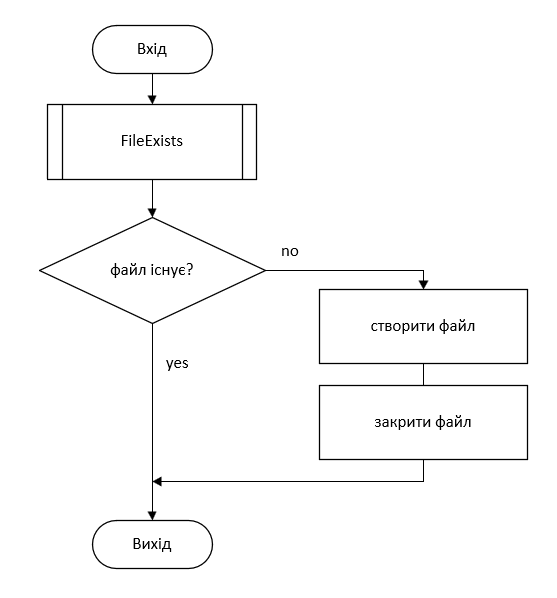 Вхід
FileExists
файл існує?
no
створити файл
yes
закрити файл
Вихід